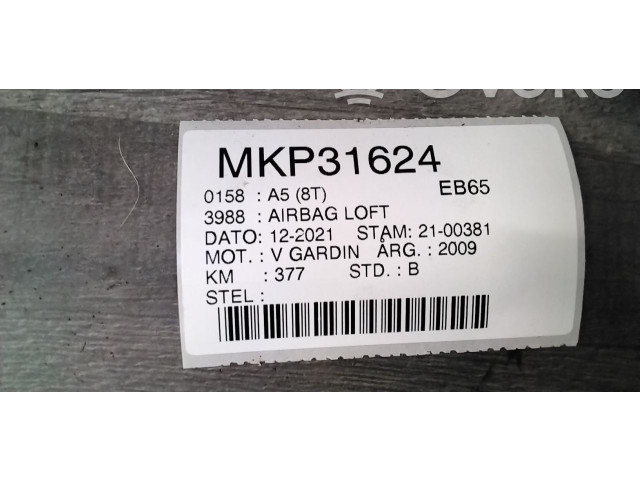 MKP31624
0158 : A5 (8T) EB65
3988 : AIRBAG LOFT
DATO: 12-2021 STAM: 21-00381
MOT. : V GARDIN ÅRG. : 2009
KM : 377 STD. : B
STEL :